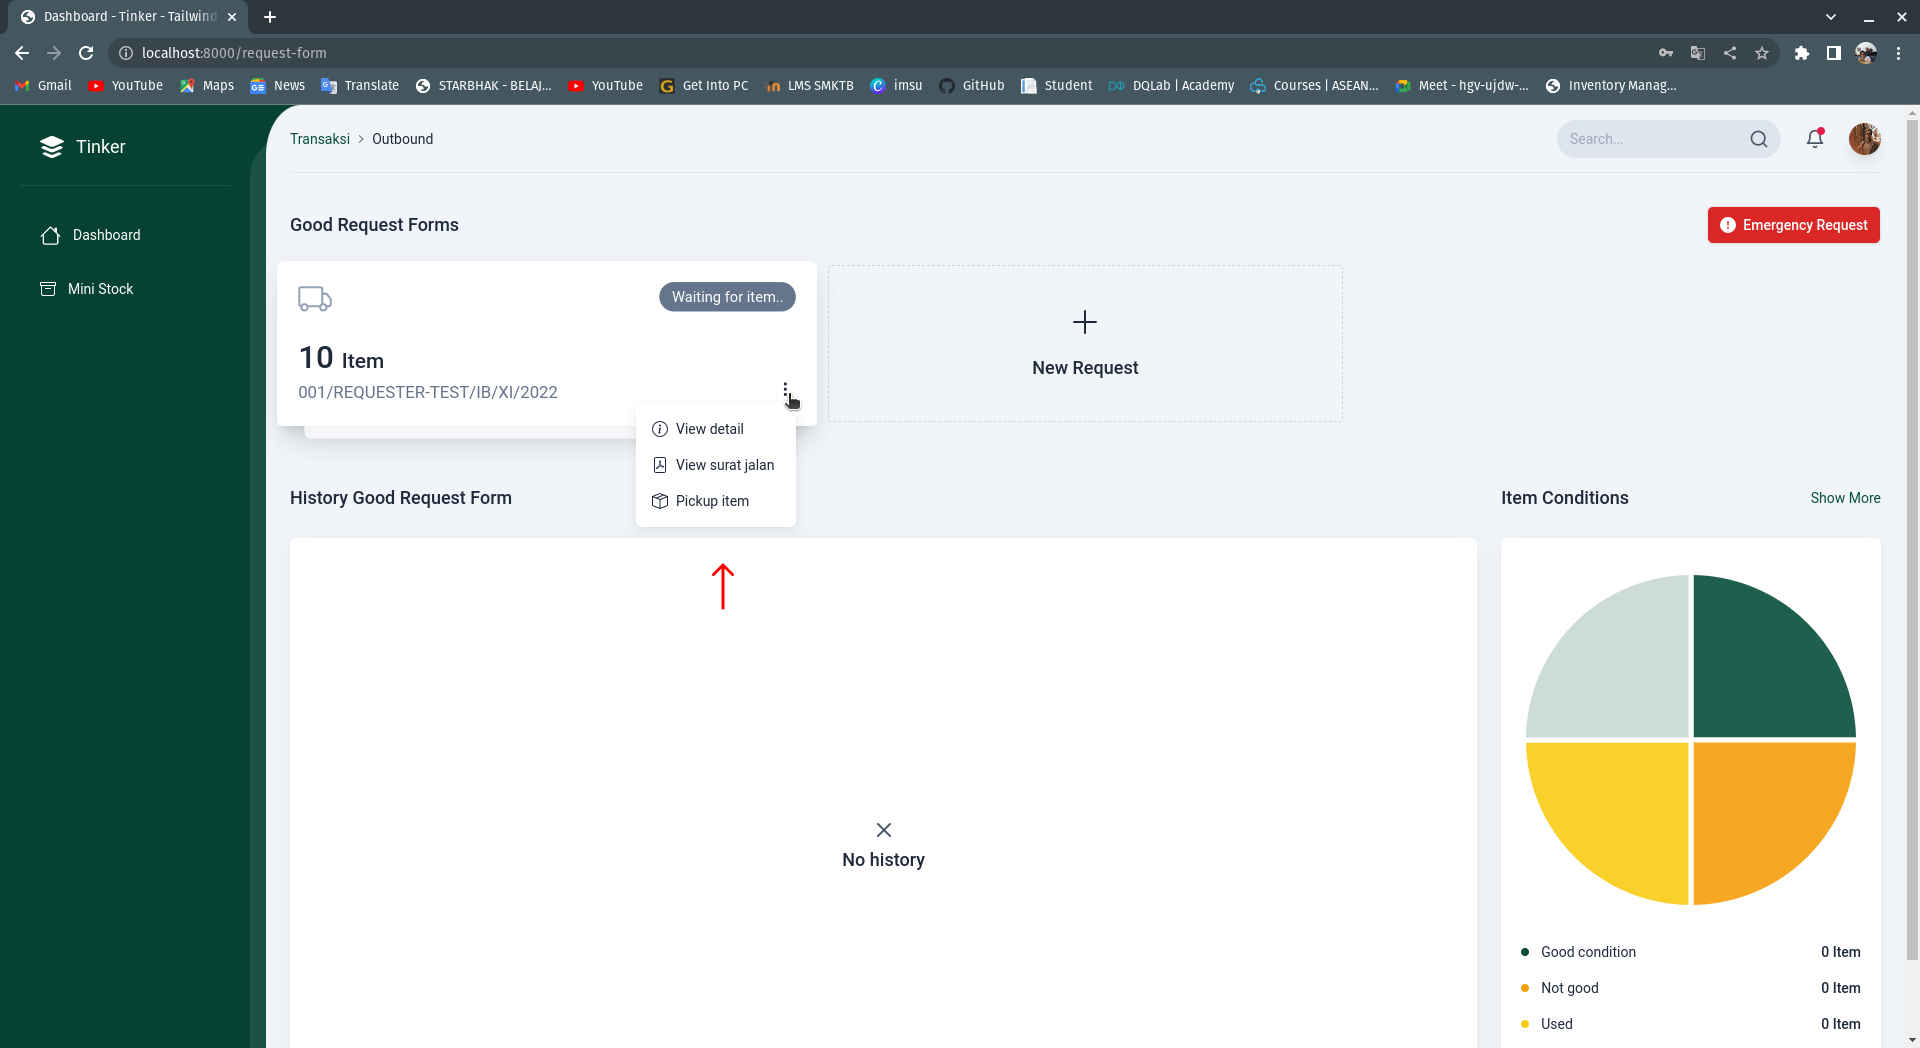 Dashboard - Tinker - Tailwind
localhost:8000/request-form
Gmail YouTube Maps News Translate STARBHAK - BELAJ... YouTube Get Into PC LMS SMKTB imsu GitHub Student DQLab | Academy Courses | ASEAN... Meet - hgv-ujdw-... Inventory Manag...
Tinker
Dashboard
Mini Stock
Transaksi > Outbound
Search...
Good Request Forms
Emergency Request
Waiting for item..
10 Item
001/REQUESTER-TEST/IB/XI/2022
View detail
View surat jalan
Pickup item
New Request
History Good Request Form
No history
Item Conditions
Show More
Good condition 0 Item
Not good 0 Item
Used 0 Item